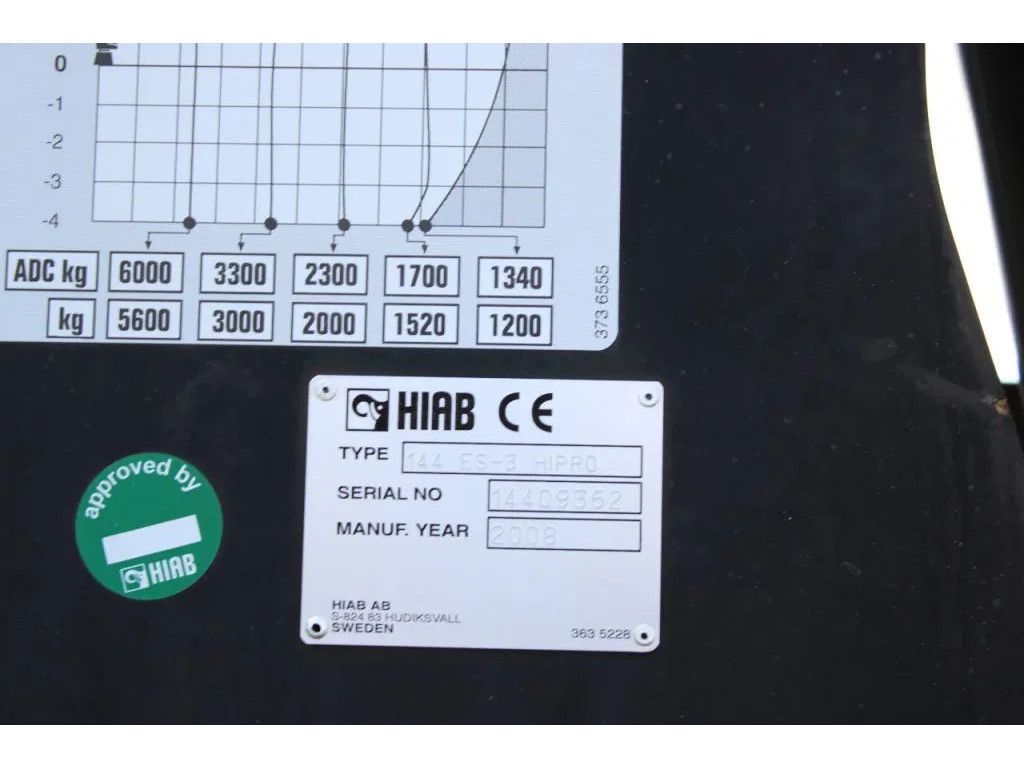 0
-1
-2
-3
-4
ADC kg 6000 3300 2300 1700 1340
kg 5600 3000 2000 1520 1200
373 6555
HIAB CE
TYPE 144 ES-3 HIPRO
SERIAL NO 14409362
MANUF. YEAR 2008
HIAB AB
S-824 83 HUDIKSVALL
SWEDEN
363 5228
approved by
HIAB